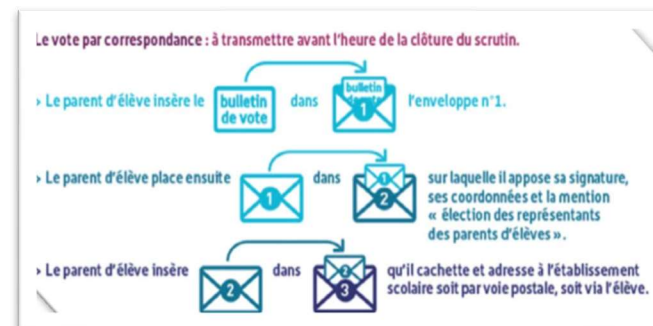 Le vote par correspondance : à transmettre avant l'heure de la clôture du scrutin.
› Le parent d'élève insère le bulletin de vote dans bulletin 1 l'enveloppe n°1.
› Le parent d'élève place ensuite 1 dans 1 2 sur laquelle il appose sa signature,
ses coordonnées et la mention
« élection des représentants
des parents d'élèves ».
› Le parent d'élève insère 2 dans 2 3 qu'il cachette et adresse à l'établissement
scolaire soit par voie postale, soit via l'élève.